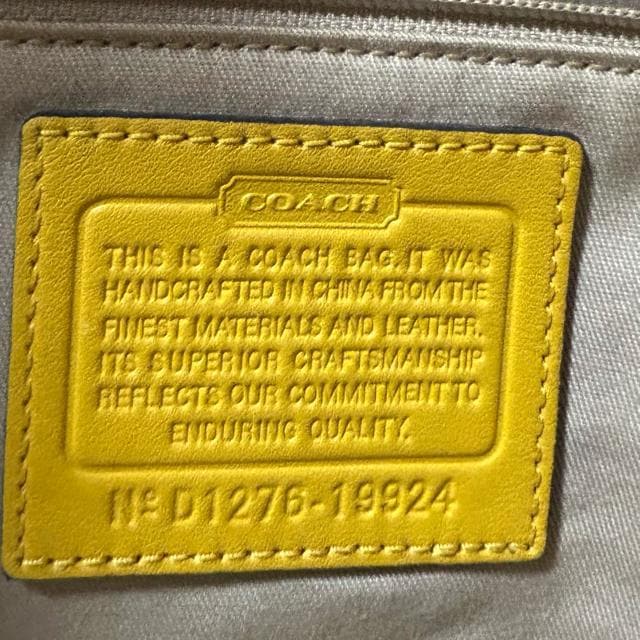 COACH
THIS IS A COACH BAG. IT WAS
HANDCRAFTED IN CHINA FROM THE
FINEST MATERIALS AND LEATHER.
ITS SUPERIOR CRAFTSMANSHIP
REFLECTS OUR COMMITMENT TO
ENDURING QUALITY.
Nº D1276-19924